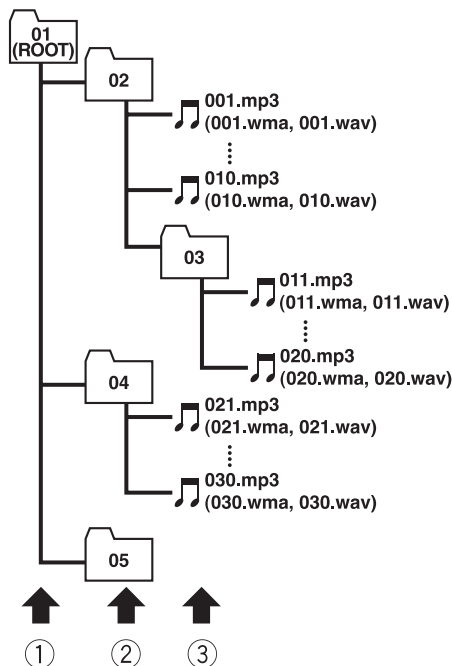 01
(ROOT)
02
001.mp3
(001.wma, 001.wav)
010.mp3
(010.wma, 010.wav)
03
011.mp3
(011.wma, 011.wav)
020.mp3
(020.wma, 020.wav)
04
021.mp3
(021.wma, 021.wav)
030.mp3
(030.wma, 030.wav)
05
① ② ③